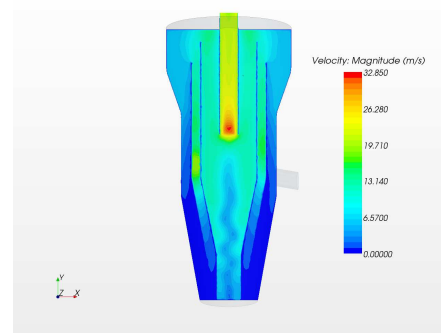 Velocity: Magnitude (m/s)
32.850
26.280
19.710
13.140
6.5700
0.00000
Y
Z X